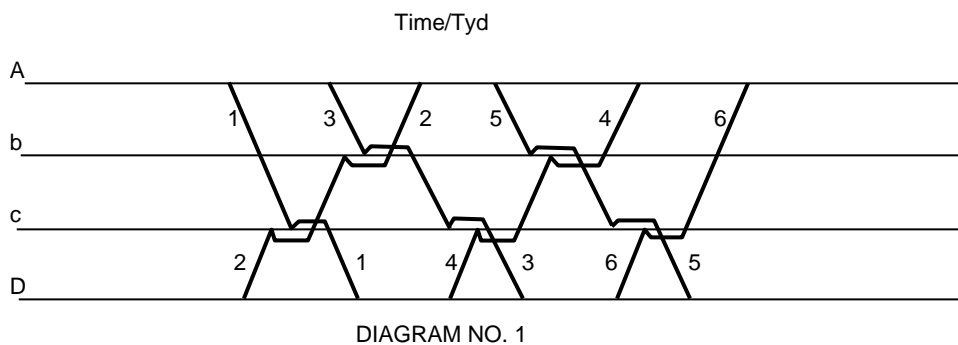 Time/Tyd
A
1 3 2 5 4 6
b
c
2 1 4 3 6 5
D
DIAGRAM NO. 1